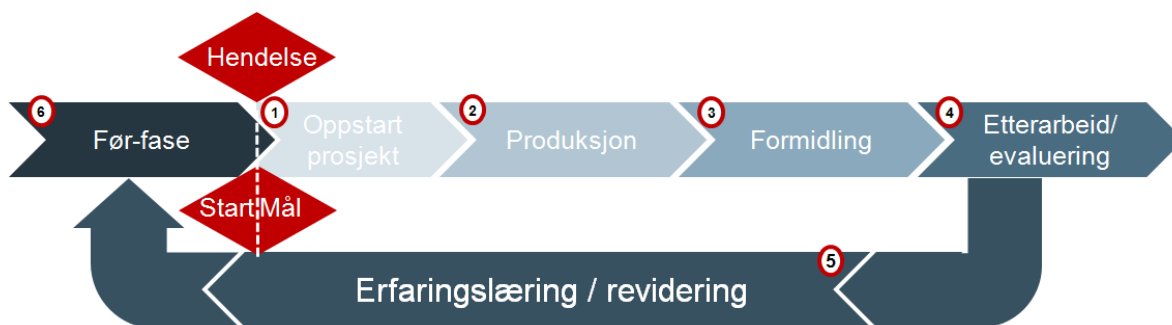 Hendelse
6
Før-fase
1
Oppstart
prosjekt
2
Produksjon
3
Formidling
4
Etterarbeid/
evaluering
Start Mål
5
Erfaringslæring / revidering